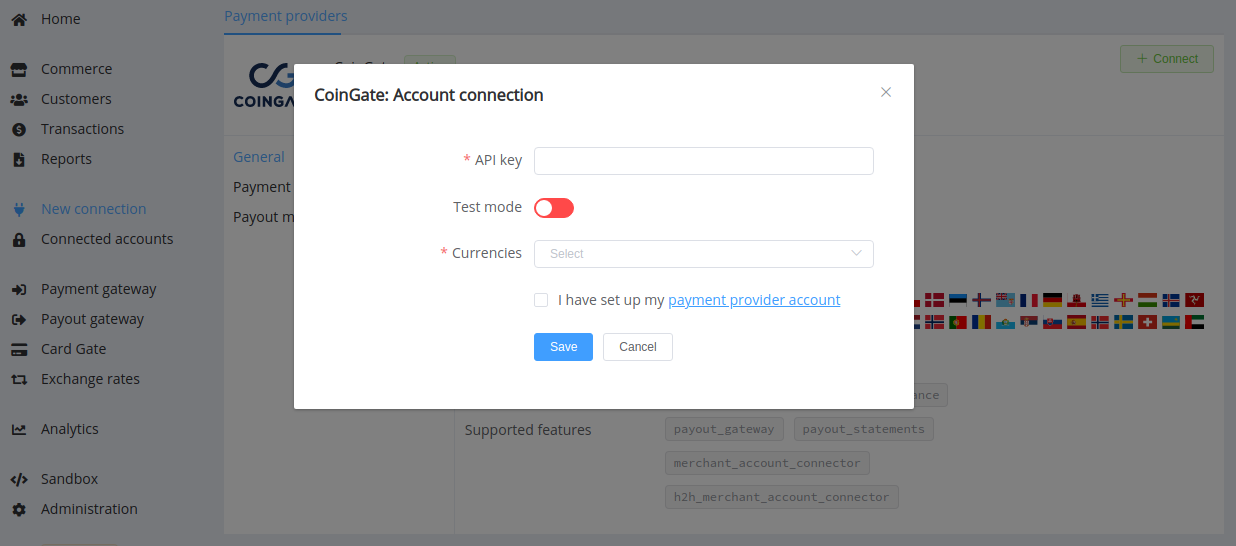 Home
Commerce
Customers
Transactions
Reports
New connection
Connected accounts
Payment gateway
Payout gateway
Card Gate
Exchange rates
Analytics
Sandbox
Administration
Payment providers
+ Connect
General
Payment
Payout m
CoinGate: Account connection
* API key
Test mode
* Currencies
Select
I have set up my payment provider account
Save
Cancel
Supported features
ance
payout_gateway
payout_statements
merchant_account_connector
h2h_merchant_account_connector